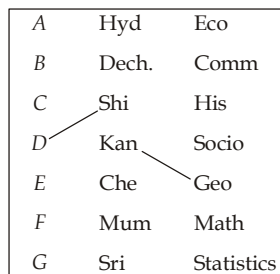 A Hyd Eco
B Dech. Comm
C Shi His
D Kan Socio
E Che Geo
F Mum Math
G Sri Statistics